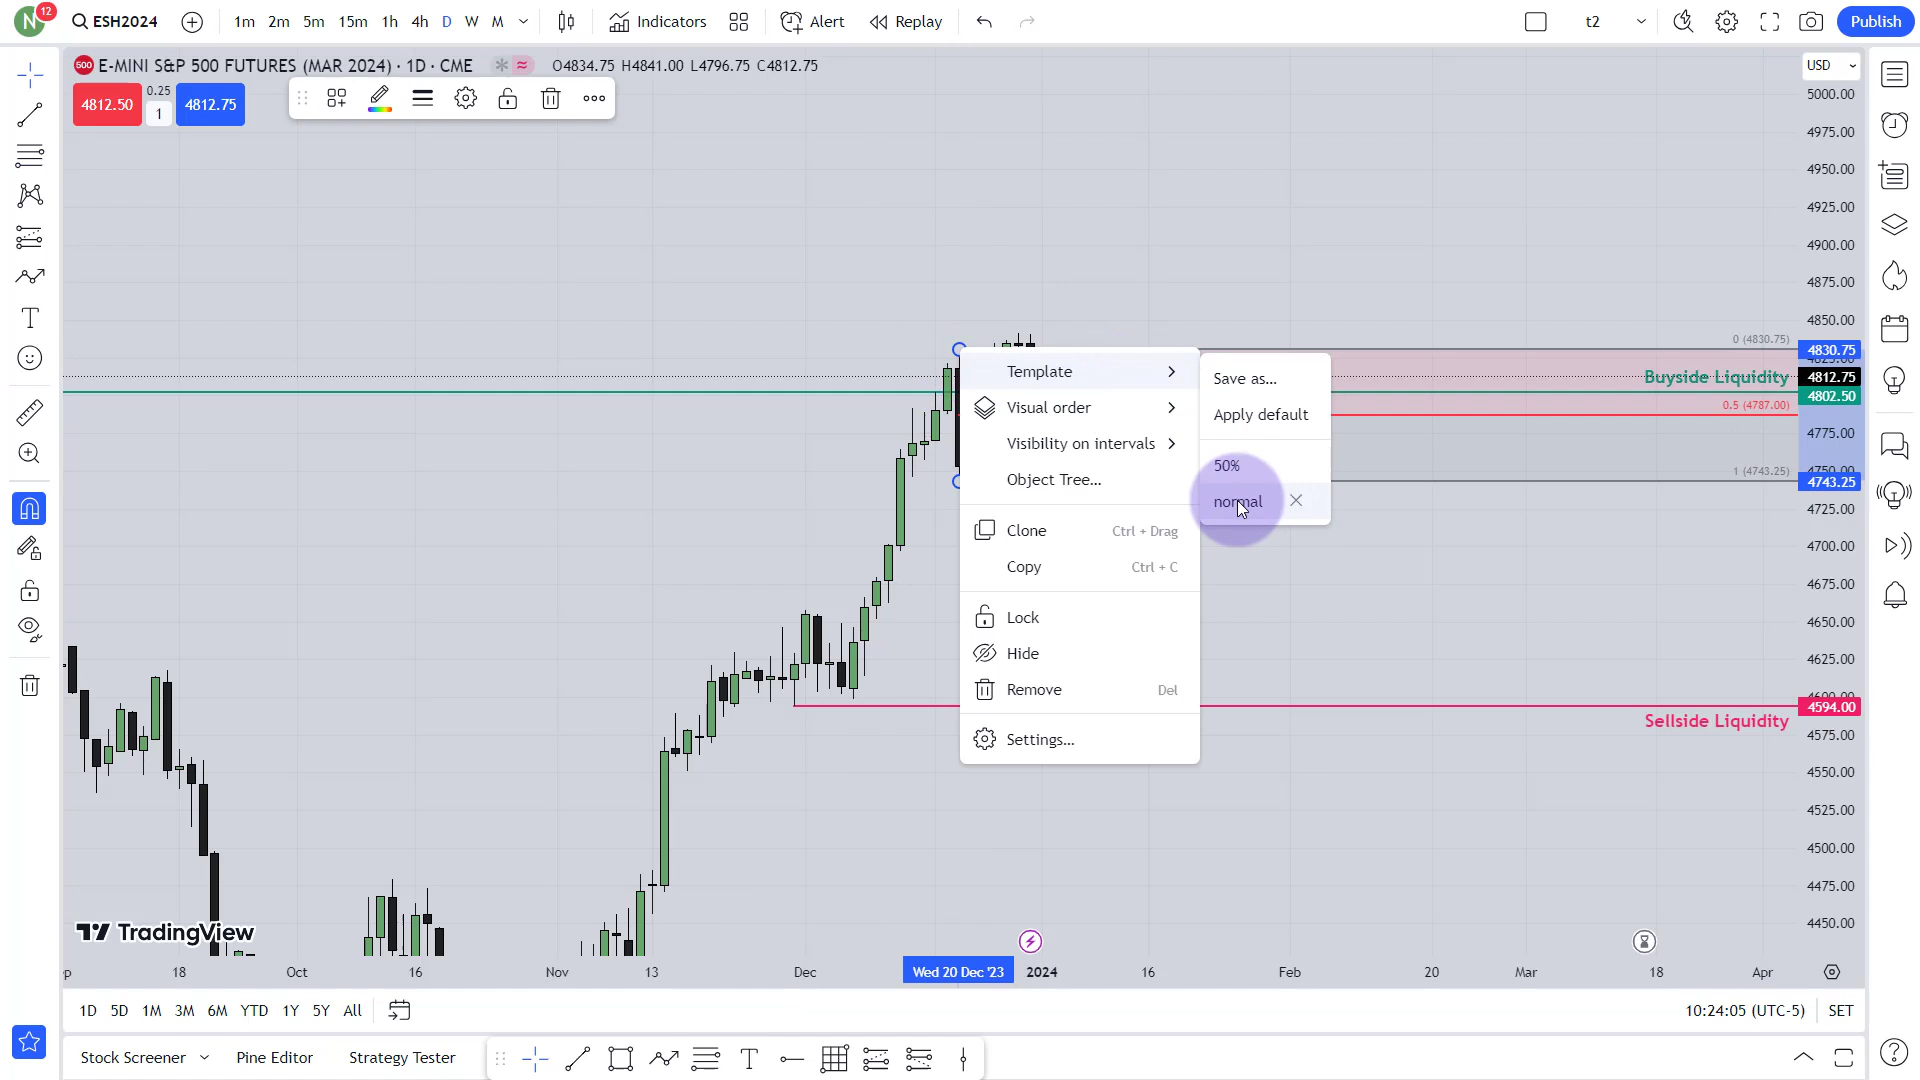 N 12 ESH2024 1m 2m 5m 15m 1h 4h D W M Indicators Alert Replay t2 Publish
500 E-MINI S&P 500 FUTURES (MAR 2024) · 1D · CME O4834.75 H4841.00 L4796.75 C4812.75
USD
4812.50 0.25 1 4812.75
5000.00
4975.00
4950.00
4925.00
4900.00
4875.00
4850.00
0 (4830.75) 4830.75
Template Save as... Buyside Liquidity 4812.75
4802.50
Visual order Apply default 0.5 (4787.00)
4775.00
Visibility on intervals
50% 1 (4743.25) 4750.00
Object Tree... 4743.25
normal
4725.00
Clone Ctrl + Drag
4700.00
Copy Ctrl + C
4675.00
Lock
4650.00
Hide
4625.00
Remove Del
4600.00
4594.00
Sellside Liquidity
Settings... 4575.00
4550.00
4525.00
4500.00
4475.00
4450.00
TradingView
18 Oct 16 Nov 13 Dec Wed 20 Dec '23 2024 16 Feb 20 Mar 18 Apr
1D 5D 1M 3M 6M YTD 1Y 5Y All 10:24:05 (UTC-5) SET
Stock Screener Pine Editor Strategy Tester